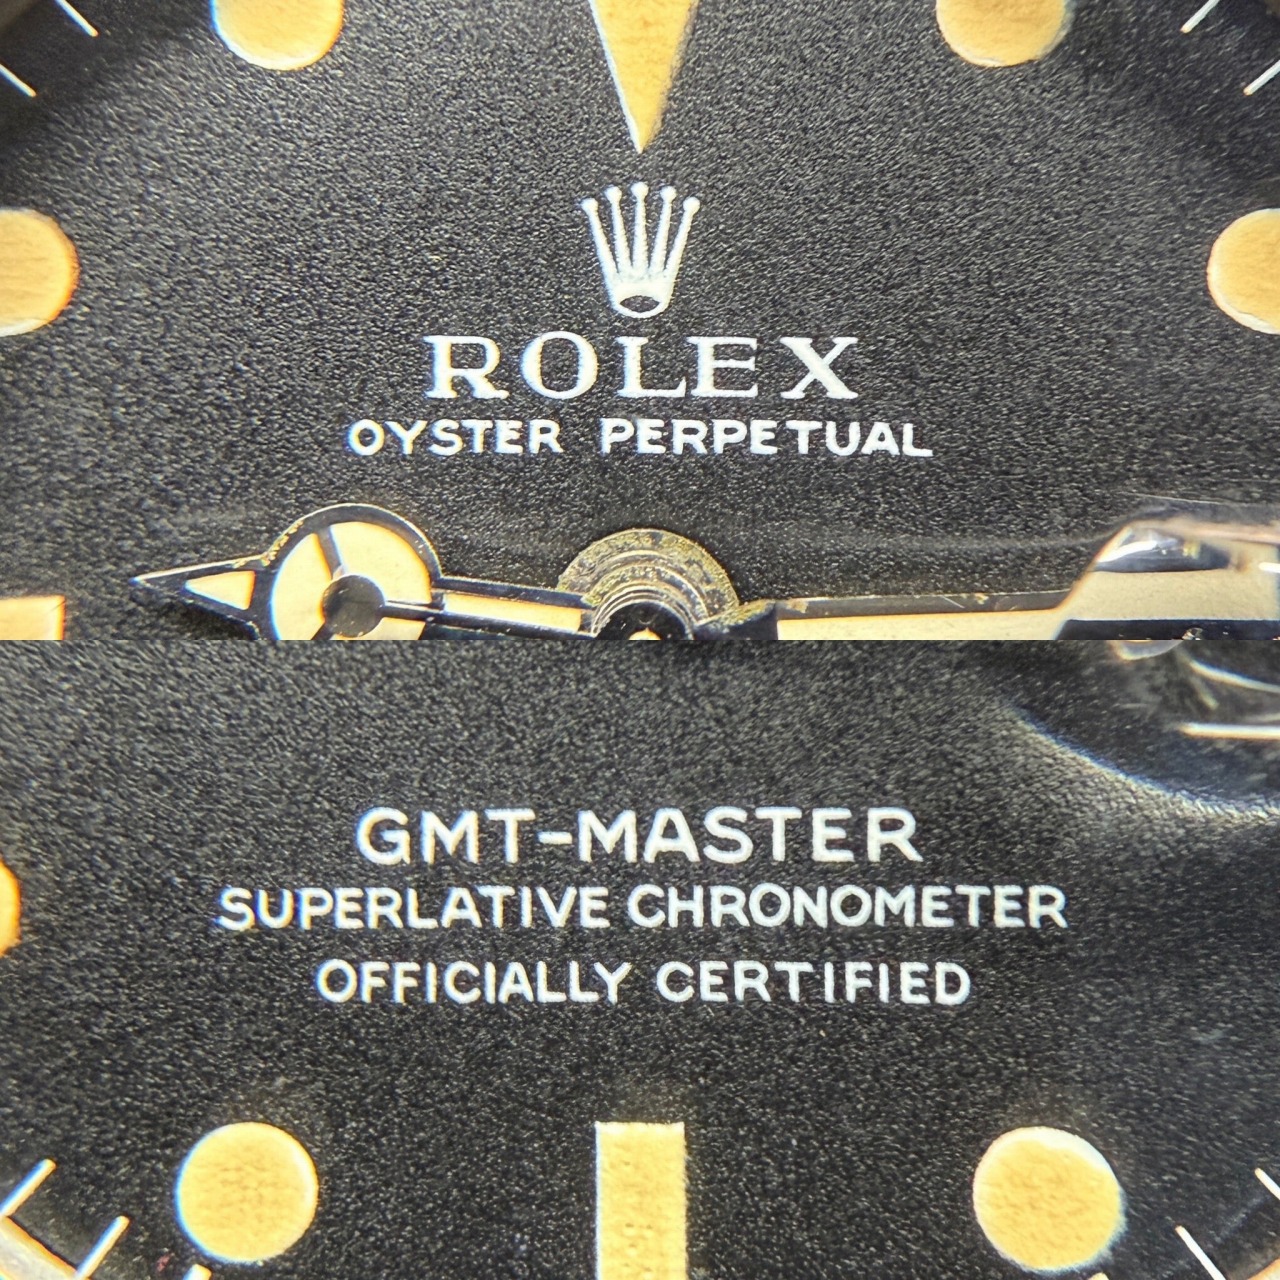 ROLEX
OYSTER PERPETUAL
GMT-MASTER
SUPERLATIVE CHRONOMETER
OFFICIALLY CERTIFIED